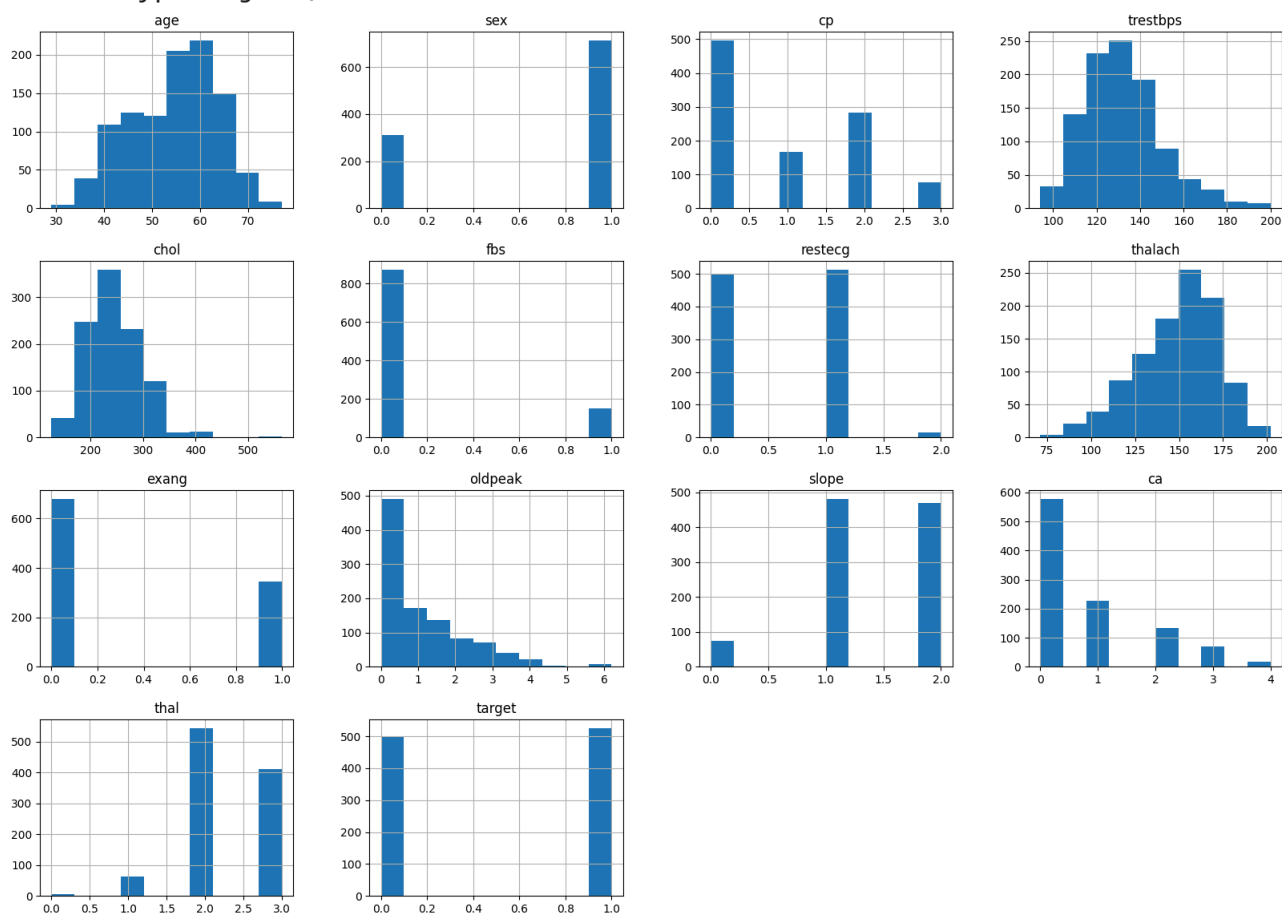 age sex cp trestbps
200 150 100 50 0
30 40 50 60 70
600 400 200 0
0.0 0.2 0.4 0.6 0.8 1.0
500 400 300 200 100 0
0.0 0.5 1.0 1.5 2.0 2.5 3.0
250 200 150 100 50 0
100 120 140 160 180 200
chol fbs restecg thalach
300 200 100 0
200 300 400 500
800 600 400 200 0
0.0 0.2 0.4 0.6 0.8 1.0
500 400 300 200 100 0
0.0 0.5 1.0 1.5 2.0
250 200 150 100 50 0
75 100 125 150 175 200
exang oldpeak slope ca
600 400 200 0
0.0 0.2 0.4 0.6 0.8 1.0
500 400 300 200 100 0
0 1 2 3 4 5 6
500 400 300 200 100 0
0.0 0.5 1.0 1.5 2.0
600 500 400 300 200 100 0
0 1 2 3 4
thal target
500 400 300 200 100 0
0.0 0.5 1.0 1.5 2.0 2.5 3.0
500 400 300 200 100 0
0.0 0.2 0.4 0.6 0.8 1.0